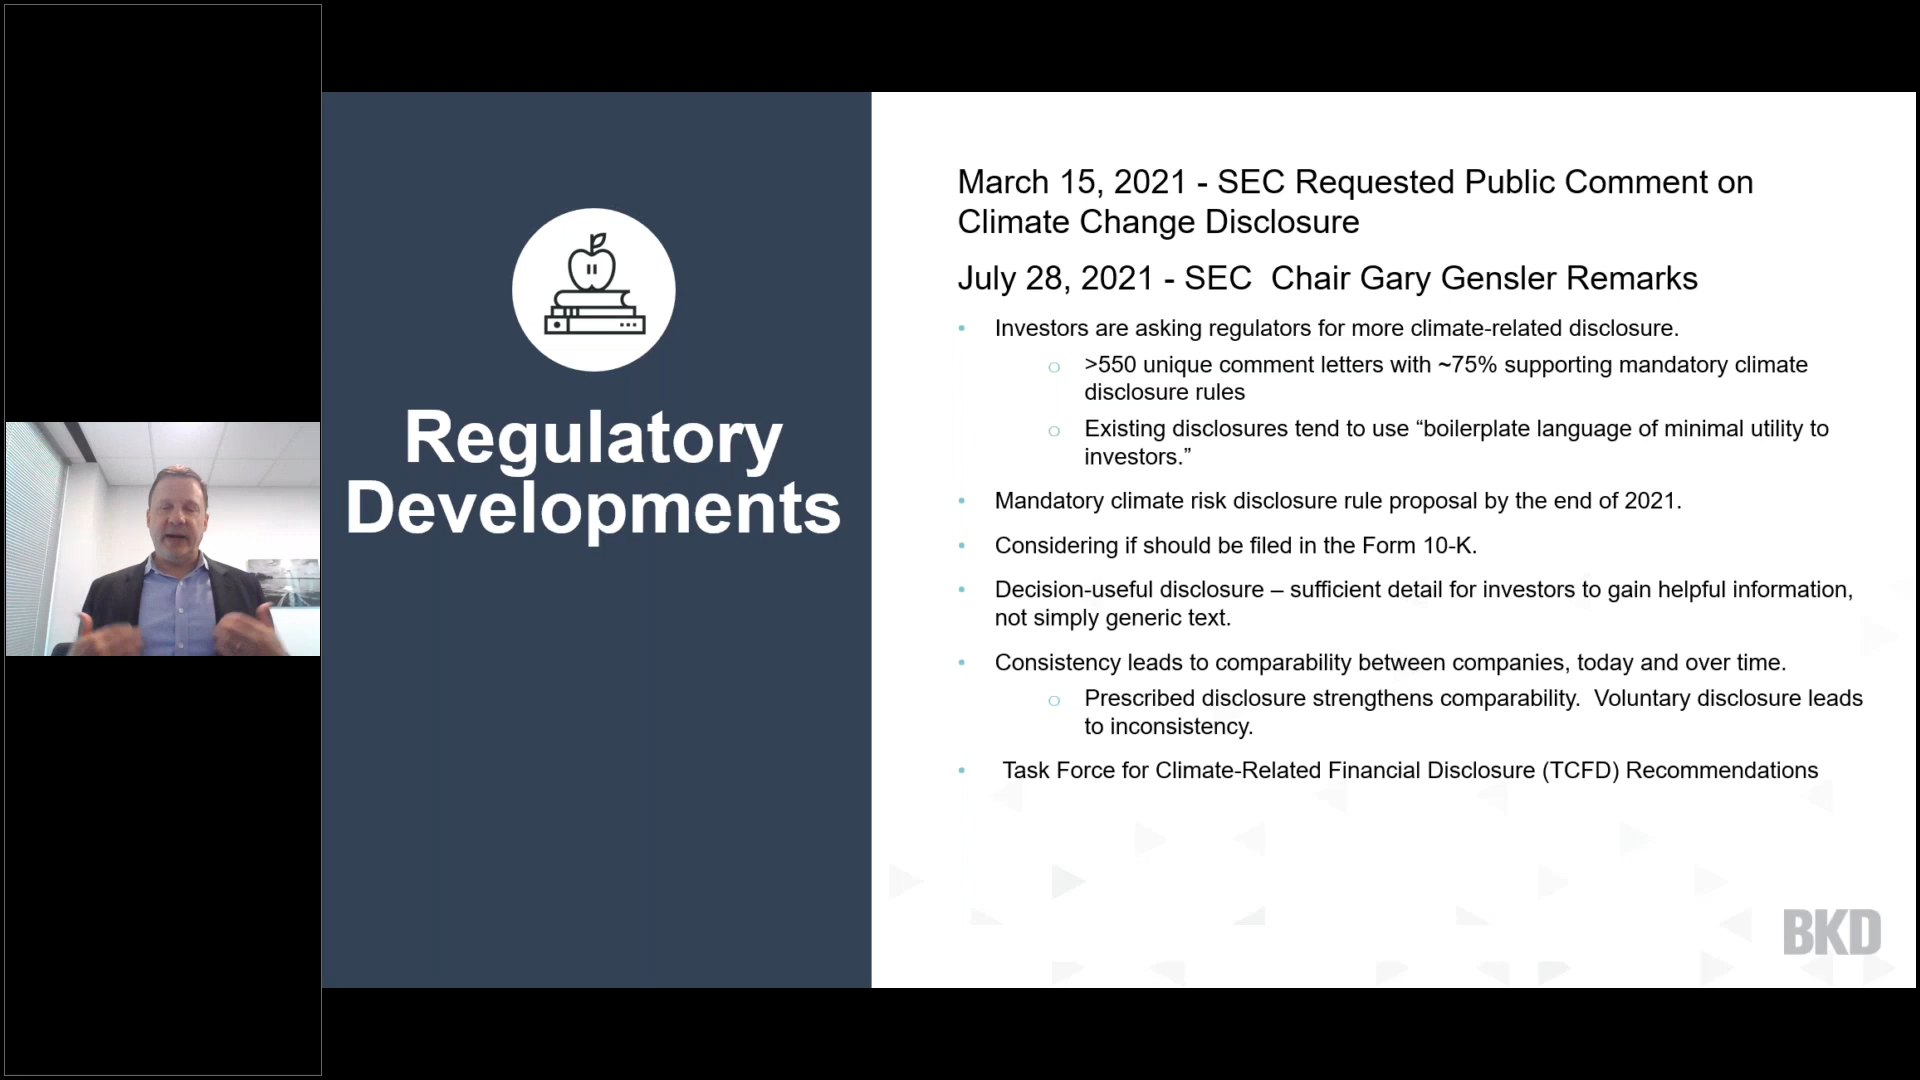 Regulatory
Developments
March 15, 2021 - SEC Requested Public Comment on
Climate Change Disclosure
July 28, 2021 - SEC  Chair Gary Gensler Remarks
• Investors are asking regulators for more climate-related disclosure.
o >550 unique comment letters with ~75% supporting mandatory climate
disclosure rules
o Existing disclosures tend to use “boilerplate language of minimal utility to
investors.”
• Mandatory climate risk disclosure rule proposal by the end of 2021.
• Considering if should be filed in the Form 10-K.
• Decision-useful disclosure – sufficient detail for investors to gain helpful information,
not simply generic text.
• Consistency leads to comparability between companies, today and over time.
o Prescribed disclosure strengthens comparability.  Voluntary disclosure leads
to inconsistency.
• Task Force for Climate-Related Financial Disclosure (TCFD) Recommendations
BKD